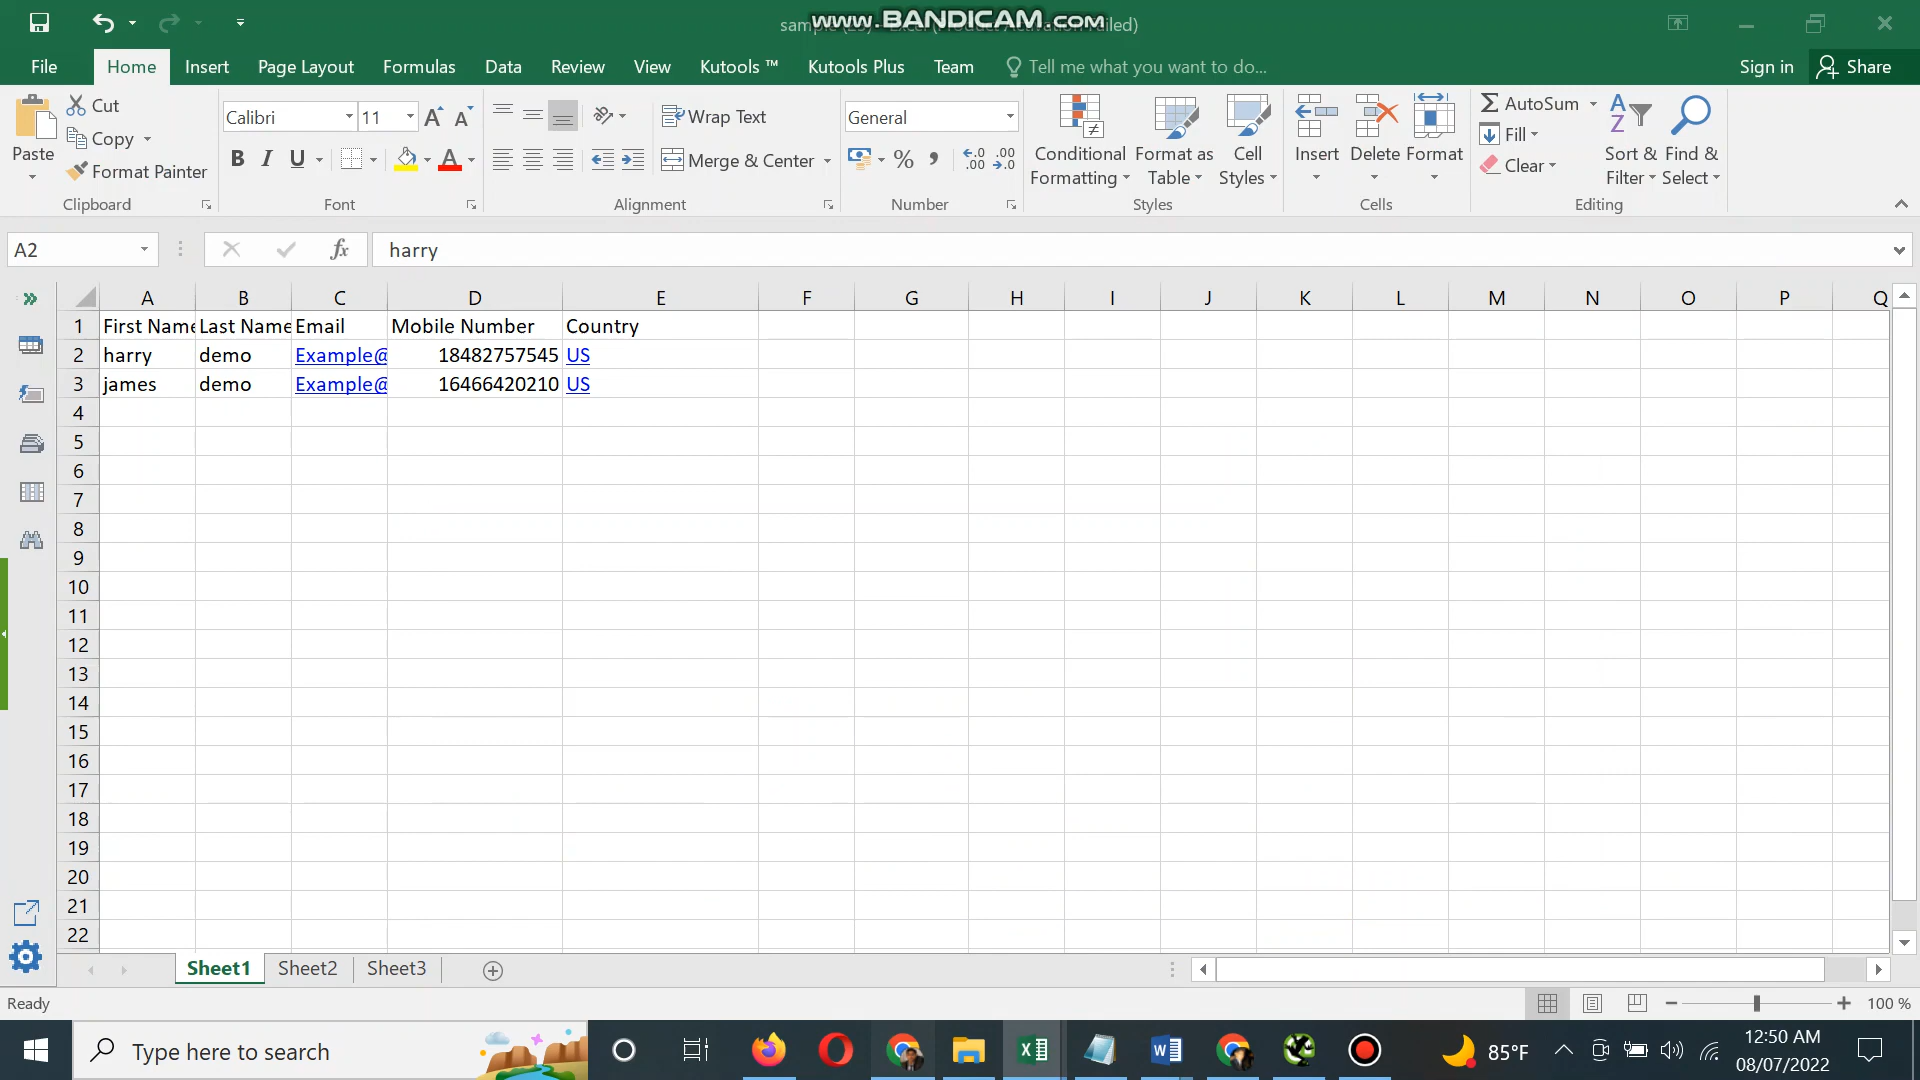 www.BANDICAM.com
File Home Insert Page Layout Formulas Data Review View Kutools ™ Kutools Plus Team Tell me what you want to do... Sign in Share
Paste
Cut
Copy
Format Painter
Clipboard
Calibri 11
B I U
Font
Wrap Text
Merge & Center
Alignment
General
Number
Conditional Formatting
Format as Table
Cell Styles
Styles
Insert Delete Format
Cells
AutoSum
Fill
Clear
Sort & Filter
Find & Select
Editing
A2 fx harry
A B C D E F G H I J K L M N O P Q
1 First Name Last Name Email Mobile Number Country
2 harry demo Example@ 18482757545 US
3 james demo Example@ 16466420210 US
4
5
6
7
8
9
10
11
12
13
14
15
16
17
18
19
20
21
22
Sheet1 Sheet2 Sheet3
Ready 100 %
Type here to search 85°F 12:50 AM
08/07/2022